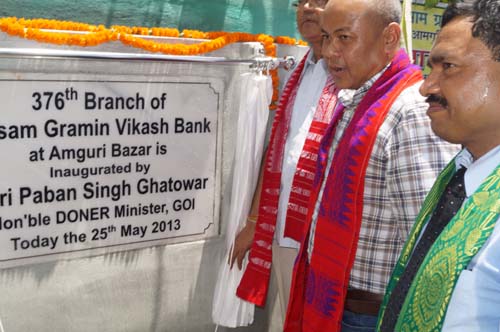 376th Branch of
sam Gramin Vikash Bank
at Amguri Bazar is
Inaugurated by
ri Paban Singh Ghatowar
on'ble DONER Minister, GOI
Today the 25th May 2013